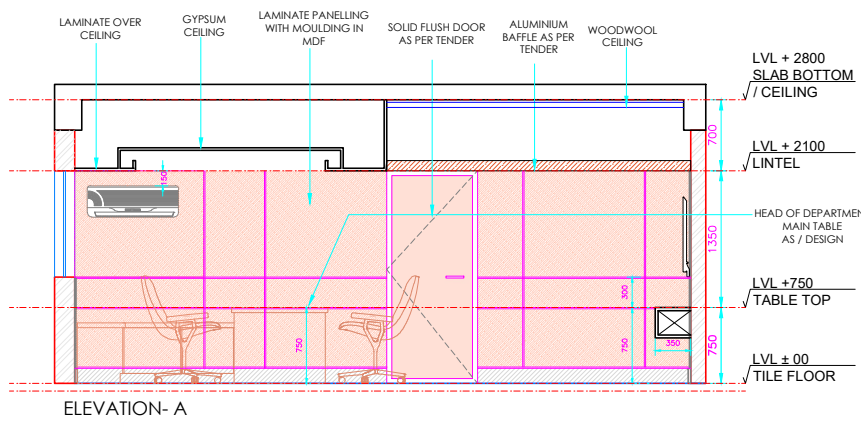 LAMINATE OVER
CEILING
GYPSUM
CEILING
LAMINATE PANELLING
WITH MOULDING IN
MDF
SOLID FLUSH DOOR
AS PER TENDER
ALUMINIUM
BAFFLE AS PER
TENDER
WOODWOOL
CEILING
LVL + 2800
SLAB BOTTOM
/ CEILING
700
LVL + 2100
LINTEL
150
1350
HEAD OF DEPARTMEN
MAIN TABLE
AS / DESIGN
300
LVL +750
TABLE TOP
750
750
350
750
LVL ± 00
TILE FLOOR
ELEVATION- A